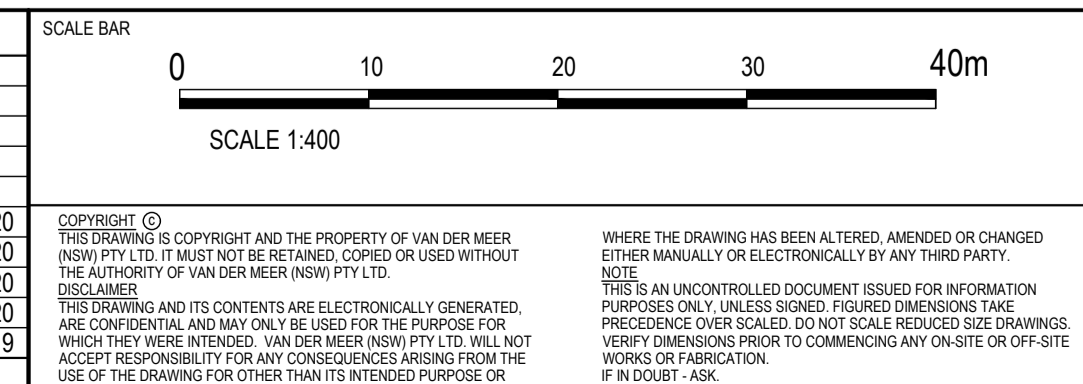 SCALE BAR
0 10 20 30 40m
SCALE 1:400
20
20
20
20
9
COPYRIGHT ©
THIS DRAWING IS COPYRIGHT AND THE PROPERTY OF VAN DER MEER
(NSW) PTY LTD. IT MUST NOT BE RETAINED, COPIED OR USED WITHOUT
THE AUTHORITY OF VAN DER MEER (NSW) PTY LTD.
DISCLAIMER
THIS DRAWING AND ITS CONTENTS ARE ELECTRONICALLY GENERATED,
ARE CONFIDENTIAL AND MAY ONLY BE USED FOR THE PURPOSE FOR
WHICH THEY WERE INTENDED. VAN DER MEER (NSW) PTY LTD. WILL NOT
ACCEPT RESPONSIBILITY FOR ANY CONSEQUENCES ARISING FROM THE
USE OF THE DRAWING FOR OTHER THAN ITS INTENDED PURPOSE OR
WHERE THE DRAWING HAS BEEN ALTERED, AMENDED OR CHANGED
EITHER MANUALLY OR ELECTRONICALLY BY ANY THIRD PARTY.
NOTE
THIS IS AN UNCONTROLLED DOCUMENT ISSUED FOR INFORMATION
PURPOSES ONLY, UNLESS SIGNED. FIGURED DIMENSIONS TAKE
PRECEDENCE OVER SCALED. DO NOT SCALE REDUCED SIZE DRAWINGS.
VERIFY DIMENSIONS PRIOR TO COMMENCING ANY ON-SITE OR OFF-SITE
WORKS OR FABRICATION.
IF IN DOUBT - ASK.